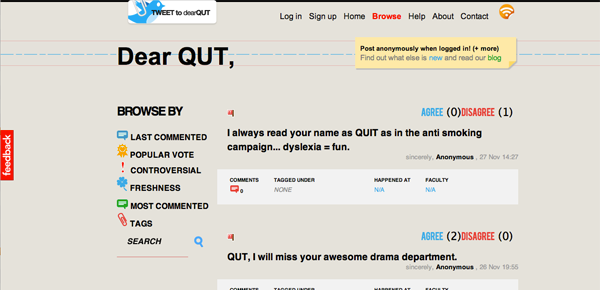 TWEET to dearQUT
Log in Sign up Home Browse Help About Contact
Dear QUT,
Post anonymously when logged in! (+ more)
Find out what else is new and read our blog
feedback
BROWSE BY
LAST COMMENTED
POPULAR VOTE
CONTROVERSIAL
FRESHNESS
MOST COMMENTED
TAGS
SEARCH
AGREE (0)DISAGREE (1)
I always read your name as QUIT as in the anti smoking
campaign... dyslexia = fun.
sincerely, Anonymous , 27 Nov 14:27
COMMENTS TAGGED UNDER HAPPENED AT FACULTY
0 NONE N/A N/A
AGREE (2)DISAGREE (0)
QUT, I will miss your awesome drama department.
sincerely, Anonymous , 26 Nov 19:55
COMMENTS TAGGED UNDER HAPPENED AT FACULTY